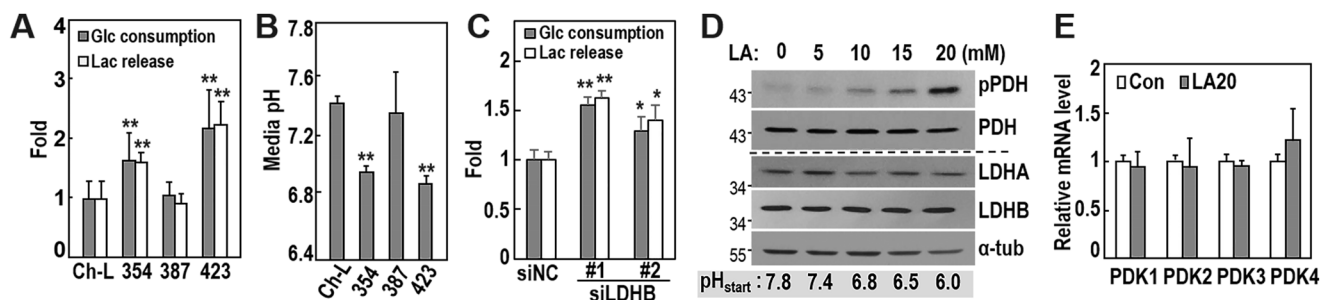 A
Fold
4
3
2
1
0
Glc consumption
Lac release
**
**
**
**
Ch-L 354 387 423
B
Media pH
7.8
7.6
7.2
6.8
6.4
**
**
Ch-L 354 387 423
C
Fold
2
1.5
1
0.5
0
Glc consumption
Lac release
** **
* *
siNC #1 #2
siLDHB
D
LA: 0 5 10 15 20 (mM)
43 pPDH
43 PDH
34 LDHA
34 LDHB
55 α-tub
pHstart : 7.8 7.4 6.8 6.5 6.0
E
Relative mRNA level
2
1.5
1
0.5
0
Con LA20
PDK1 PDK2 PDK3 PDK4